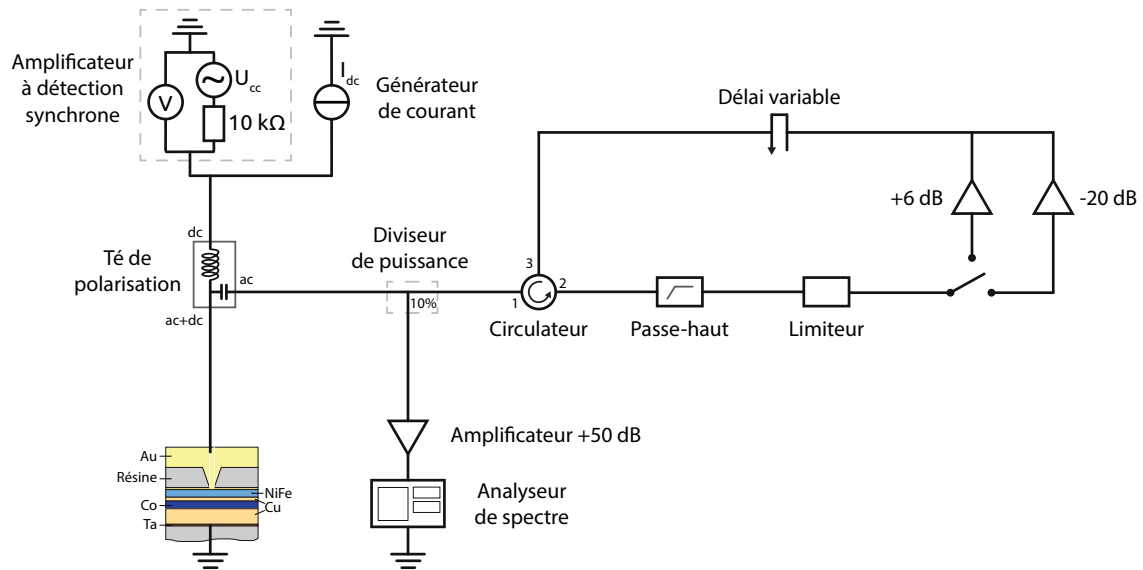 Amplificateur
à détection
synchrone
V
U_cc
10 kΩ
I_dc
Générateur
de courant
Délai variable
+6 dB
-20 dB
Té de
polarisation
dc
ac
ac+dc
Diviseur
de puissance
10%
3
1
2
Circulateur
Passe-haut
Limiteur
Amplificateur +50 dB
Analyseur
de spectre
Au
Résine
NiFe
Cu
Co
Ta